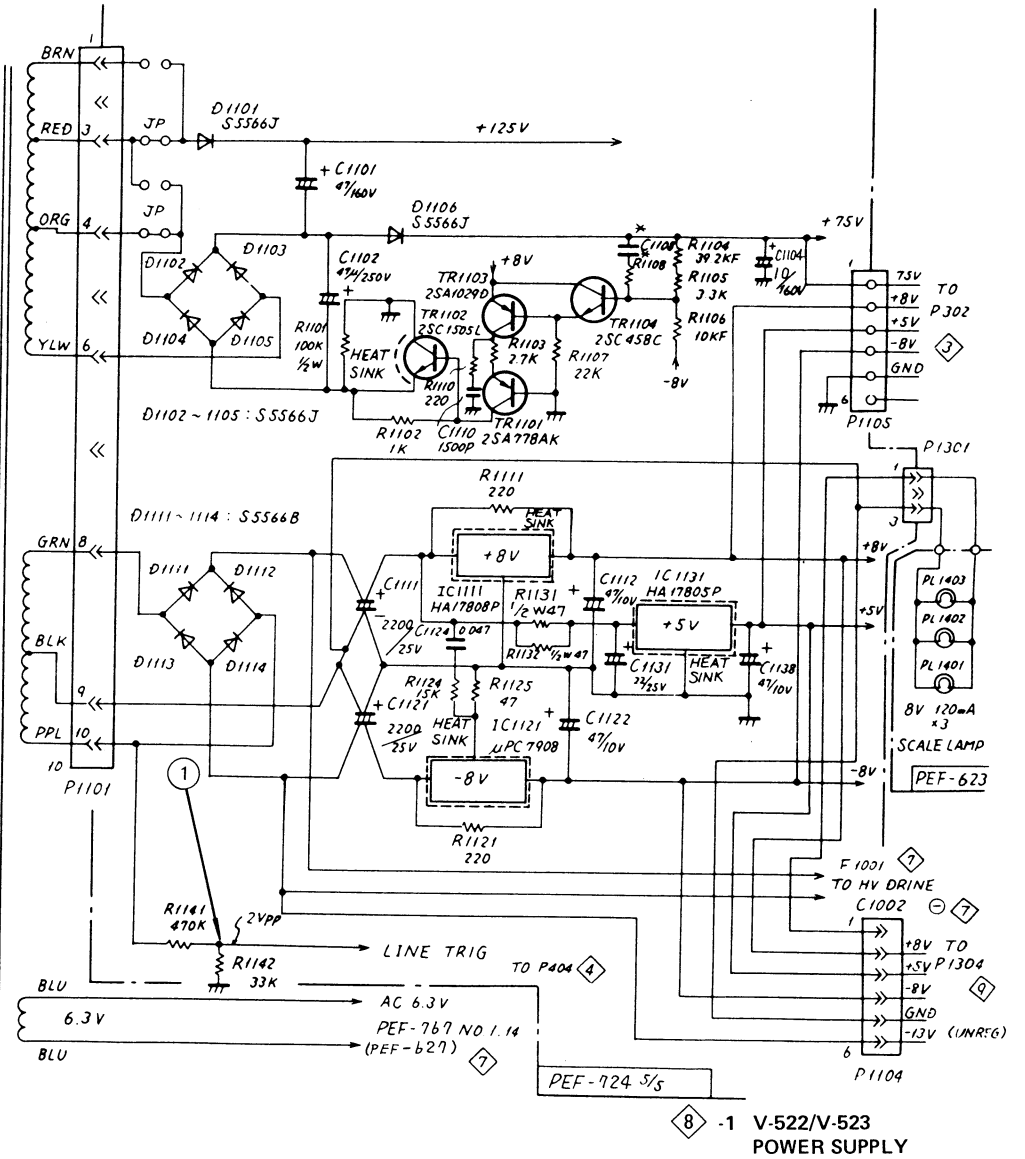 1
BRN
RED 3
JP
D1101
S5566J
+125V
+ C1101
47/160V
ORG 4
JP
D1106
S5566J
D1102
D1103
D1104
D1105
C1102
47μ/250V
+
R1101
100K
1/2W
HEAT
SINK
TR1102
2SC1505L
TR1103
2SA1029D
+8V
*
C1108
*
R1108
R1104
39.2KF
R1105
3.3K
R1106
10KF
-8V
+
C1104
10/160V
+75V
TR1104
2SC458C
R1103
2.7K
R1107
22K
R1110
220
C1110
1500P
TR1101
2SA778AK
R1102
1K
YLW 6
D1102~1105 : S5566J
1
75V
+8V
+5V
-8V
GND
6
TO
P302
3
P1105
P1301
1
3
D1111~1114 : S5566B
GRN 8
D1111
D1112
D1113
D1114
BLK
9
PPL 10
10
P1101
R1111
220
HEAT
SINK
+8V
IC1111
HA17808P
+
C1111
2200/25V
C1124
0.047
R1131
1/2W47
R1132
1/2W47
+
C1112
47/10V
IC1131
HA17805P
+5V
HEAT
SINK
+
C1131
22/25V
+
C1138
47/10V
+8V
+5V
R1124
15K
R1125
47
+
C1121
2200/25V
HEAT
SINK
IC1121
μPC7908
-8V
+
C1122
47/10V
R1121
220
-8V
PL1403
PL1402
PL1401
8V 120mA
x3
SCALE LAMP
PEF-623
1
F1001
7
TO HV DRINE
C1002
⊖
7
R1141
470K
2VPP
LINE TRIG
R1142
33K
TO P404
4
BLU
6.3V
BLU
AC 6.3V
PEF-767 NO 1.14
(PEF-627)
7
1
+8V
+5V
-8V
GND
-13V (UNREG)
6
TO
P1304
9
P1104
PEF-724 S/S
8 -1 V-522/V-523
POWER SUPPLY